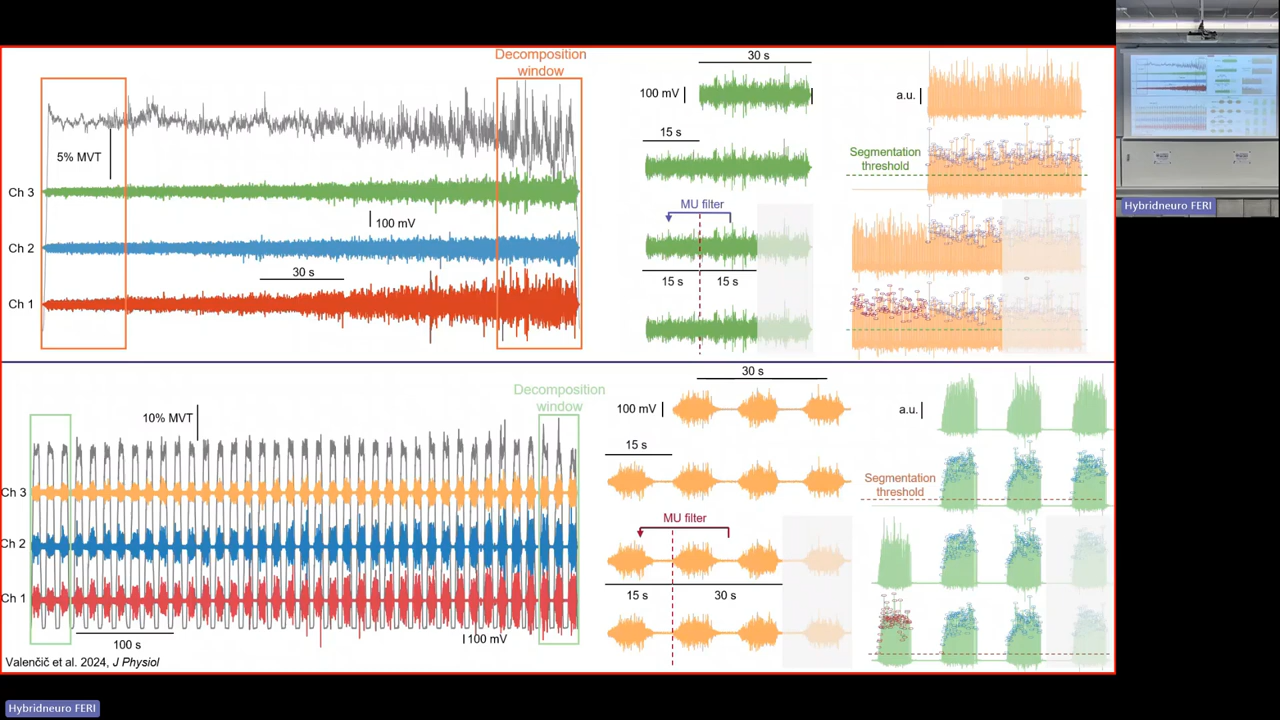 Decomposition
window
5% MVT
Ch 3
Ch 2
Ch 1
100 mV
30 s
30 s
100 mV
15 s
MU filter
15 s
15 s
a.u.
Segmentation
threshold
Decomposition
window
10% MVT
Ch 3
Ch 2
Ch 1
100 s
100 mV
Valenčič et al. 2024, J Physiol
30 s
100 mV
15 s
MU filter
15 s
30 s
a.u.
Segmentation
threshold
Hybridneuro FERI
Hybridneuro FERI